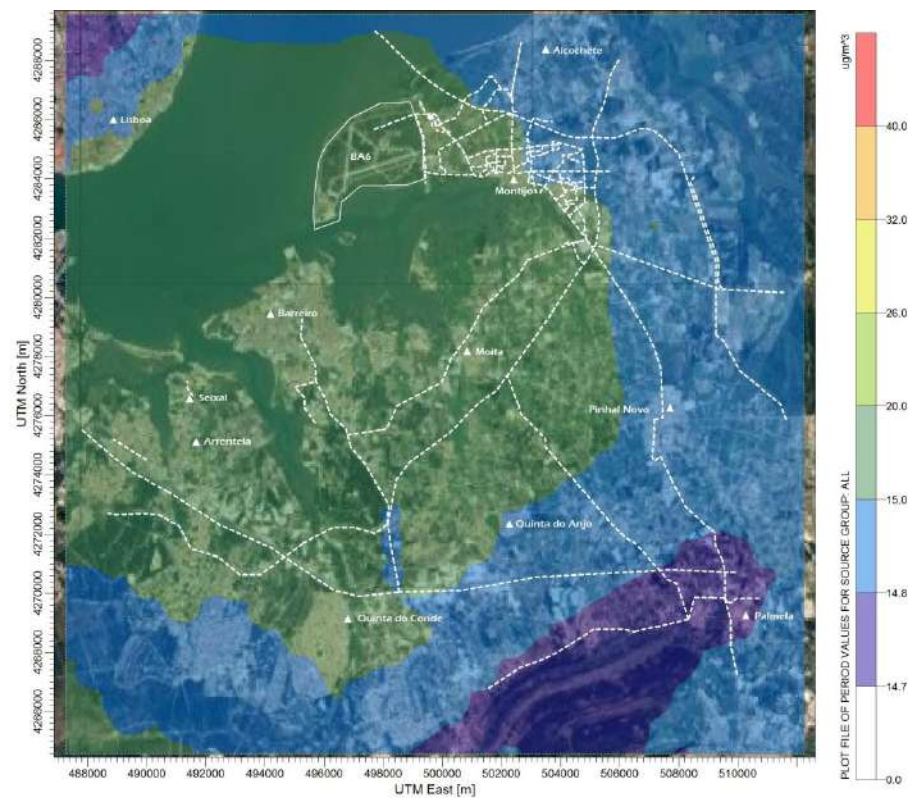 ug/m^3
4288000
Alcochete
40.0
Lisboa
4286000
BA6
4284000
Montijo
32.0
4282000
4280000
Barreiro
26.0
4278000
Moita
UTM North [m]
Seixal
4276000
Pinhal Novo
20.0
Arrentela
4274000
15.0
4272000
Quinta do Anjo
4270000
14.8
Quinta do Conde
Palmela
4268000
14.7
4266000
0.0
PLOT FILE OF PERIOD VALUES FOR SOURCE GROUP: ALL
488000 490000 492000 494000 496000 498000 500000 502000 504000 506000 508000 510000
UTM East [m]